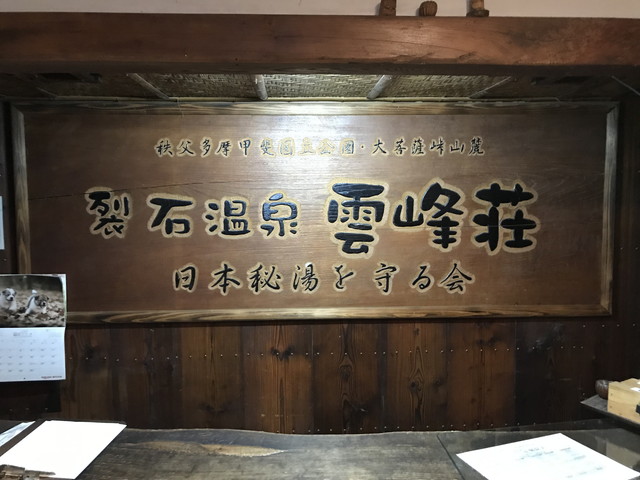 秩父多摩甲斐國立公園・大菩薩峠山麓
裂石温泉 雲峰荘
日本秘湯を守る会